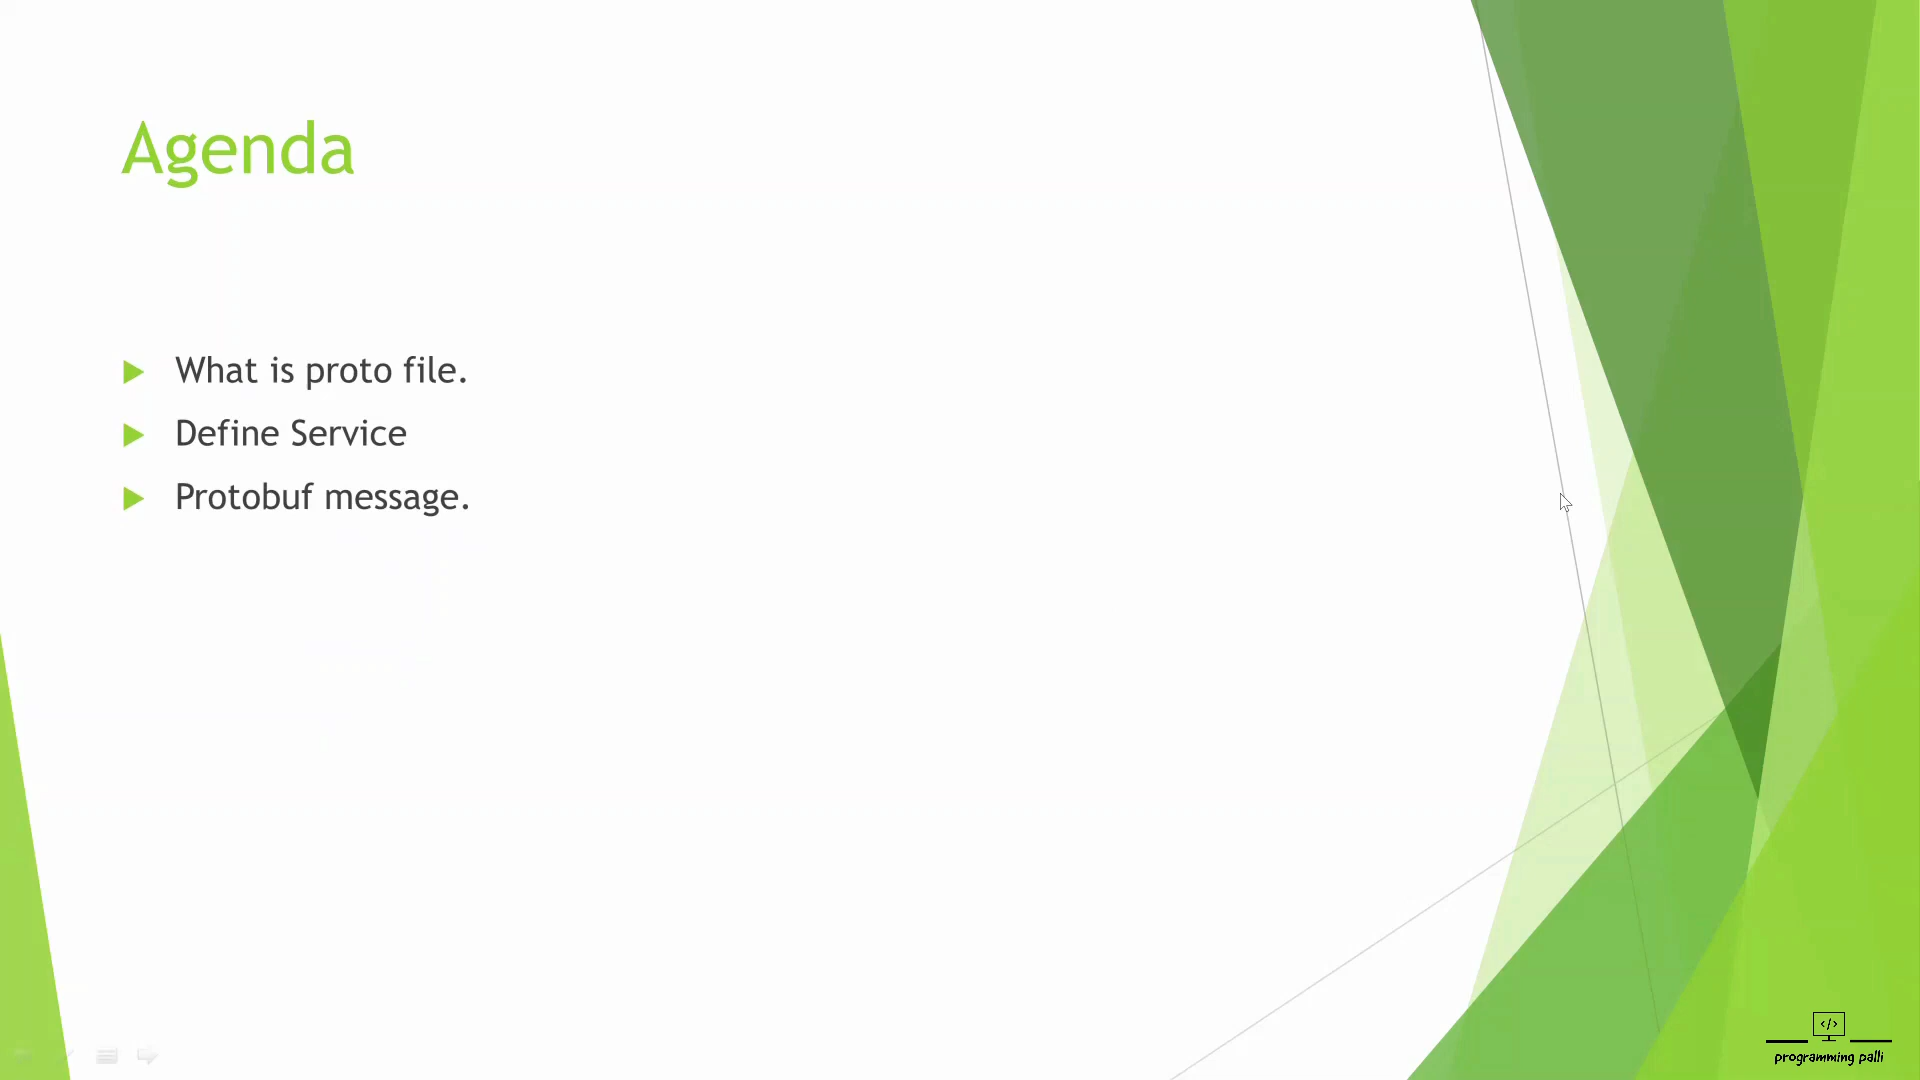 Agenda
What is proto file.
Define Service
Protobuf message.
</>
programming palli